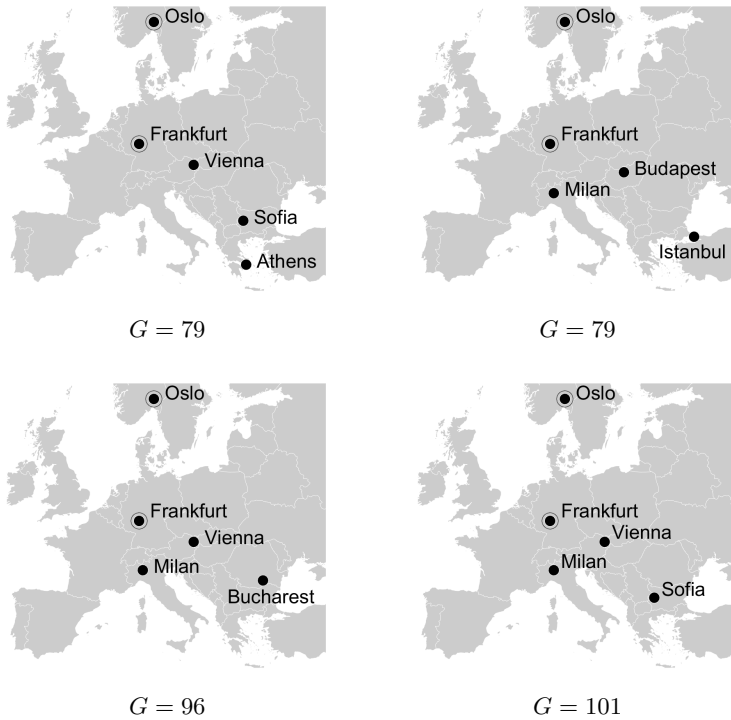 Oslo
Frankfurt
Vienna
Sofia
Athens
G = 79
Oslo
Frankfurt
Budapest
Milan
Istanbul
G = 79
Oslo
Frankfurt
Vienna
Milan
Bucharest
G = 96
Oslo
Frankfurt
Vienna
Milan
Sofia
G = 101